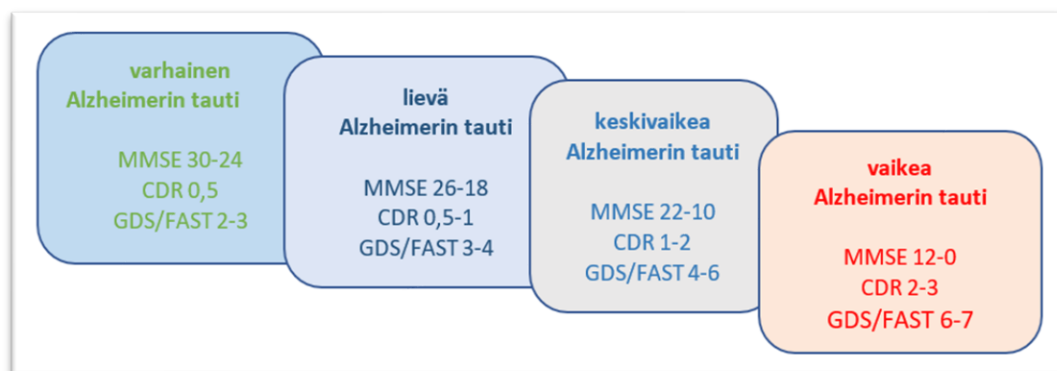 varhainen
Alzheimerin tauti
MMSE 30-24
CDR 0,5
GDS/FAST 2-3
lievä
Alzheimerin tauti
MMSE 26-18
CDR 0,5-1
GDS/FAST 3-4
keskivaikea
Alzheimerin tauti
MMSE 22-10
CDR 1-2
GDS/FAST 4-6
vaikea
Alzheimerin tauti
MMSE 12-0
CDR 2-3
GDS/FAST 6-7